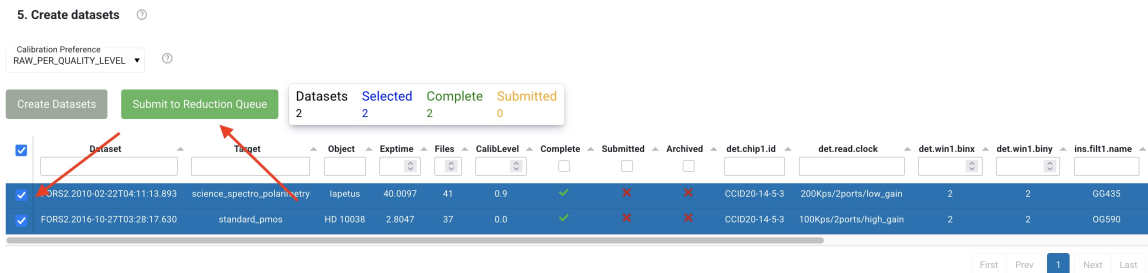 5. Create datasets ?
Calibration Preference
RAW_PER_QUALITY_LEVEL ?
Create Datasets Submit to Reduction Queue
Datasets Selected Complete Submitted
2 2 2 0
Dataset Target Object Exptime Files CalibLevel Complete Submitted Archived det.chip1.id det.read.clock det.win1.binx det.win1.biny ins.filt1.name
FORS2.2010-02-22T04:11:13.893 science_spectro_polarimetry Iapetus 40.0097 41 0.9 CCID20-14-5-3 200Kps/2ports/low_gain 2 2 GG435
FORS2.2016-10-27T03:28:17.630 standard_pmos HD 10038 2.8047 37 0.0 CCID20-14-5-3 100Kps/2ports/high_gain 2 2 OG590
First Prev 1 Next Last